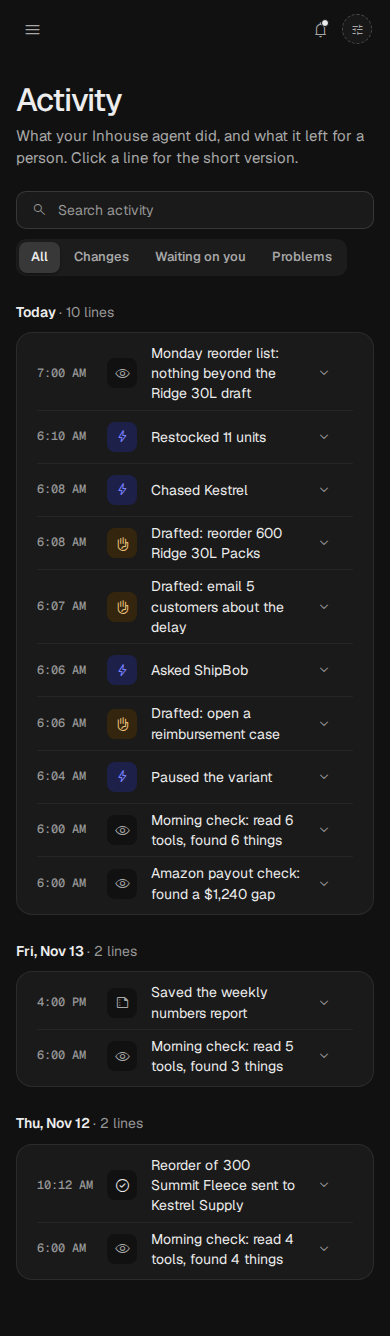 Activity
What your Inhouse agent did, and what it left for a
person. Click a line for the short version.
Search activity
All Changes Waiting on you Problems
Today · 10 lines
7:00 AM Monday reorder list:
nothing beyond the
Ridge 30L draft
6:10 AM Restocked 11 units
6:08 AM Chased Kestrel
6:08 AM Drafted: reorder 600
Ridge 30L Packs
6:07 AM Drafted: email 5
customers about the
delay
6:06 AM Asked ShipBob
6:06 AM Drafted: open a
reimbursement case
6:04 AM Paused the variant
6:00 AM Morning check: read 6
tools, found 6 things
6:00 AM Amazon payout check:
found a $1,240 gap
Fri, Nov 13 · 2 lines
4:00 PM Saved the weekly
numbers report
6:00 AM Morning check: read 5
tools, found 3 things
Thu, Nov 12 · 2 lines
10:12 AM Reorder of 300
Summit Fleece sent to
Kestrel Supply
6:00 AM Morning check: read 4
tools, found 4 things